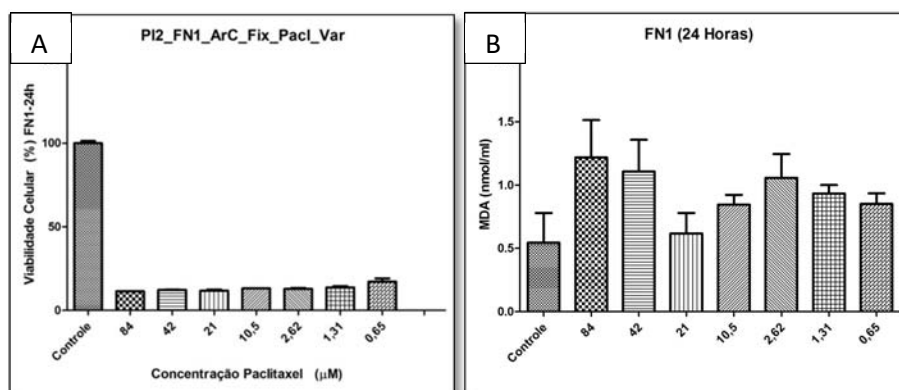 A
PI2_FN1_ArC_Fix_Pacl_Var
Viabilidade Celular (%) FN1-24h
100
50
0
Controle
84
42
21
10,5
2,62
1,31
0,65
Concentração Paclitaxel (µM)
B
FN1 (24 Horas)
MDA (nmol/ml)
1.5
1.0
0.5
0.0
Controle
84
42
21
10,5
2,62
1,31
0,65